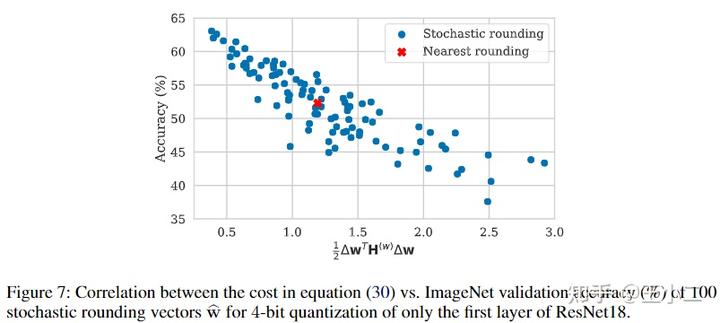 65
60
55
50
45
40
35
Accuracy (%)
Stochastic rounding
Nearest rounding
0.5 1.0 1.5 2.0 2.5 3.0
½Δw^T H^(w) Δw
Figure 7: Correlation between the cost in equation (30) vs. ImageNet validation accuracy (%) of 100
stochastic rounding vectors ŵ for 4-bit quantization of only the first layer of ResNet18.